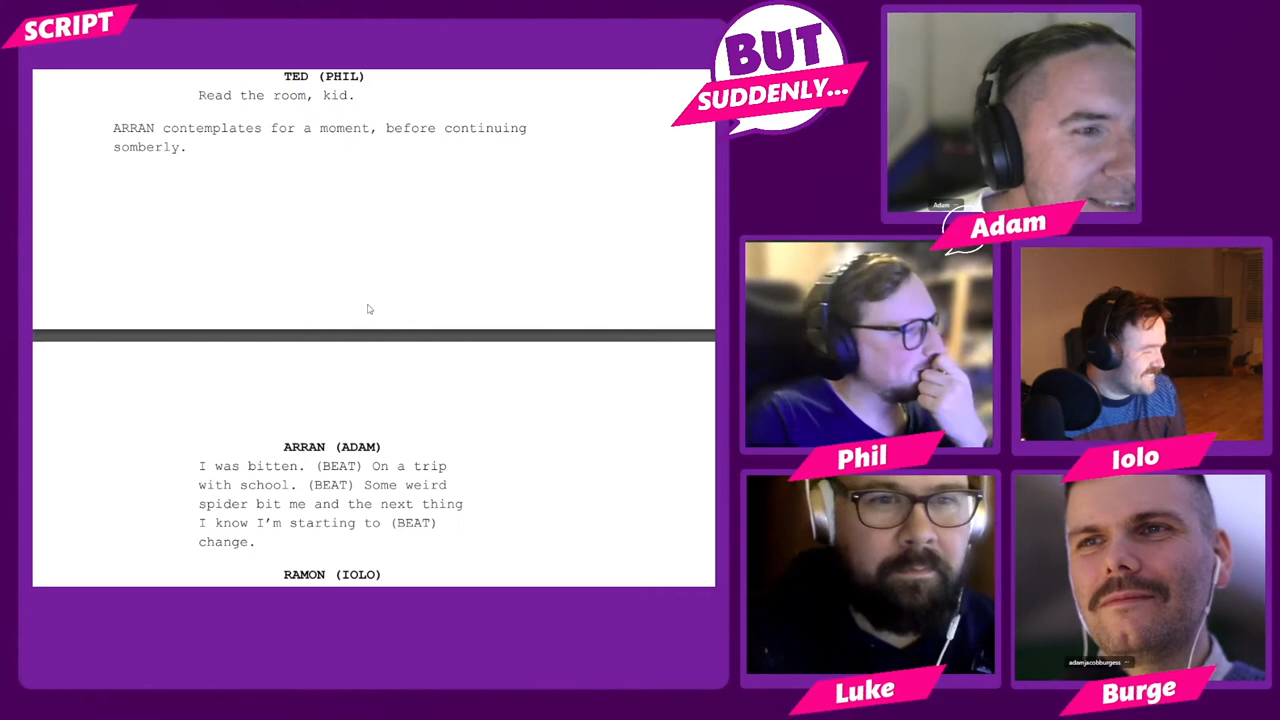 SCRIPT
TED (PHIL)
Read the room, kid.
ARRAN contemplates for a moment, before continuing
somberly.
ARRAN (ADAM)
I was bitten. (BEAT) On a trip
with school. (BEAT) Some weird
spider bit me and the next thing
I know I’m starting to (BEAT)
change.
RAMON (IOLO)
BUT
SUDDENLY...
Adam
Adam
Phil
Iolo
Luke
adamjacobburgess
Burge